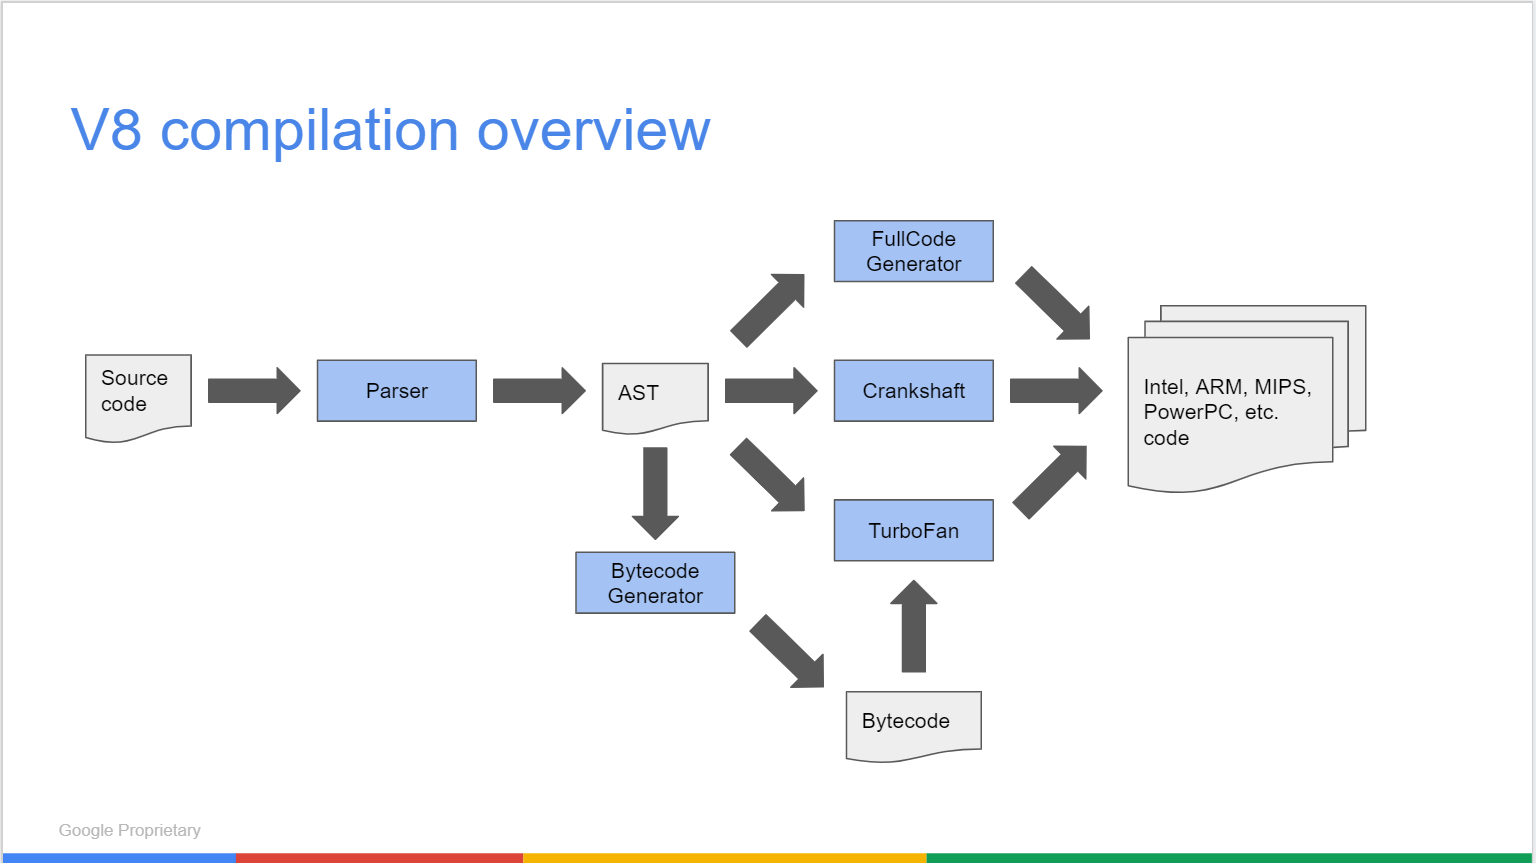 V8 compilation overview
FullCode
Generator
Source
code
Parser
AST
Crankshaft
Intel, ARM, MIPS,
PowerPC, etc.
code
TurboFan
Bytecode
Generator
Bytecode
Google Proprietary